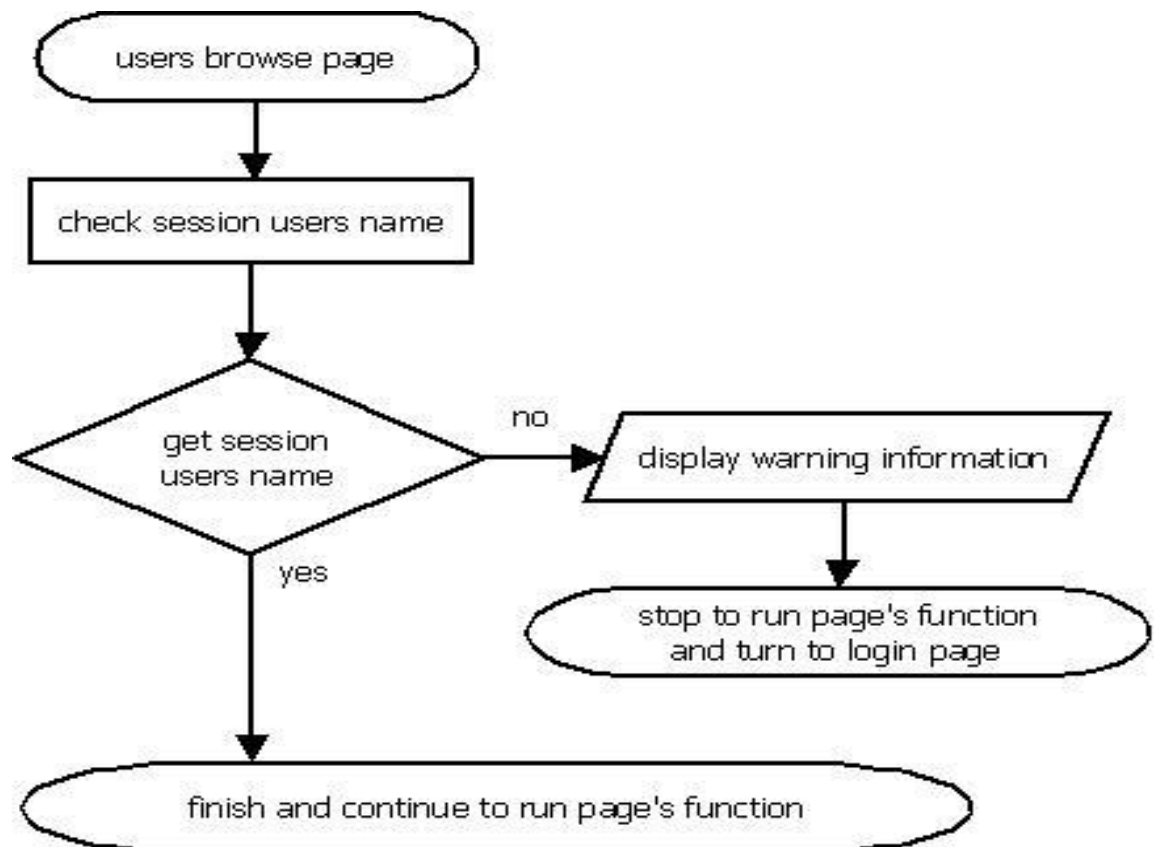 users browse page
check session users name
get session
users name
no
display warning information
yes
stop to run page's function
and turn to login page
finish and continue to run page's function